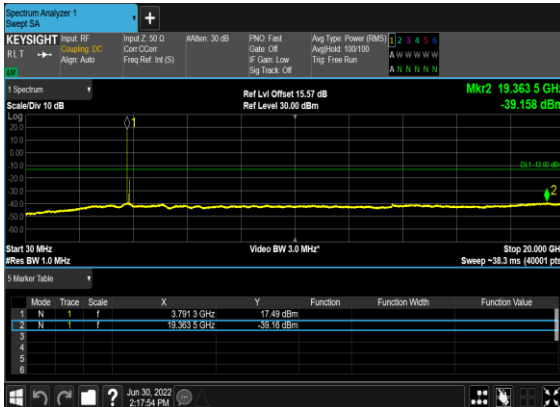 Spectrum Analyzer 1
Swept SA
+
KEYSIGHT Input: RF Input Z: 50 Ω #Atten: 30 dB PNO: Fast Avg Type: Power (RMS) 1 2 3 4 5 6
R L T Coupling: DC Corr CCorr Gate: Off Avg|Hold: 100/100 A W W W W W
Align: Auto Freq Ref: Int (S) IF Gain: Low Trig: Free Run
Sig Track: Off A N N N N N
1 Spectrum Ref Lvl Offset 15.57 dB Mkr2 19.363 5 GHz
Scale/Div 10 dB Ref Level 30.00 dBm -39.158 dBm
Log
1
20.0
10.0
0.00
-10.0
DL1 -13.00 dBm
-20.0
-30.0
2
-40.0
-50.0
-60.0
Start 30 MHz Video BW 3.0 MHz* Stop 20.000 GHz
#Res BW 1.0 MHz Sweep ~38.3 ms (40001 pts)
5 Marker Table
Mode Trace Scale X Y Function Function Width Function Value
1 N 1 f 3.791 3 GHz 17.49 dBm
2 N 1 f 19.363 5 GHz -39.16 dBm
3
4
5
6
? Jun 30, 2022
2:17:54 PM